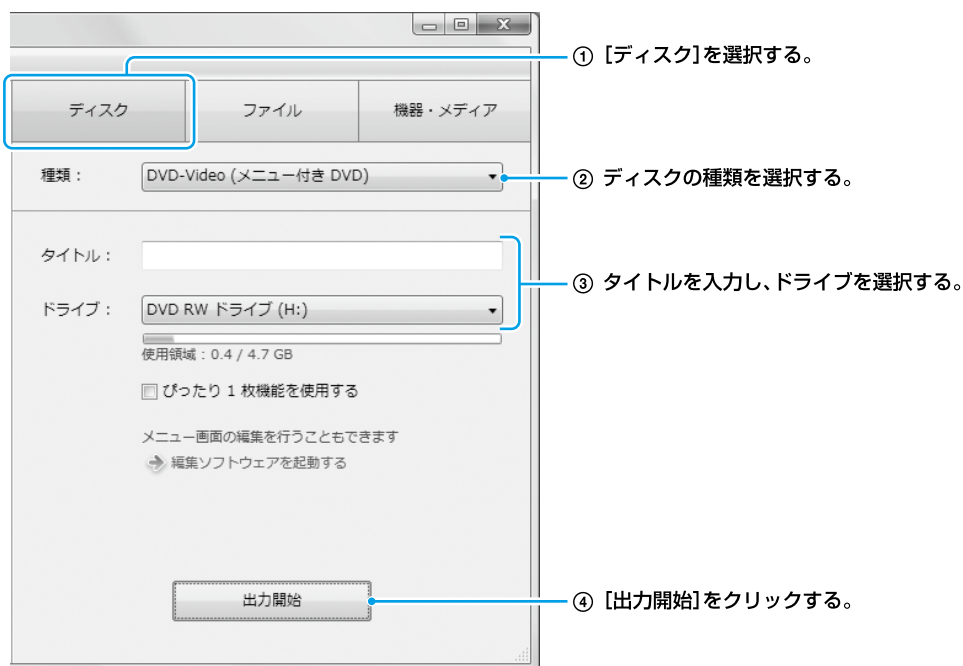 ① [ディスク]を選択する。
ディスク ファイル 機器・メディア
種類： DVD-Video (メニュー付き DVD)
② ディスクの種類を選択する。
タイトル：
③ タイトルを入力し、ドライブを選択する。
ドライブ： DVD RW ドライブ (H:)
使用領域：0.4 / 4.7 GB
ぴったり 1 枚機能を使用する
メニュー画面の編集を行うこともできます
編集ソフトウェアを起動する
出力開始
④ [出力開始]をクリックする。